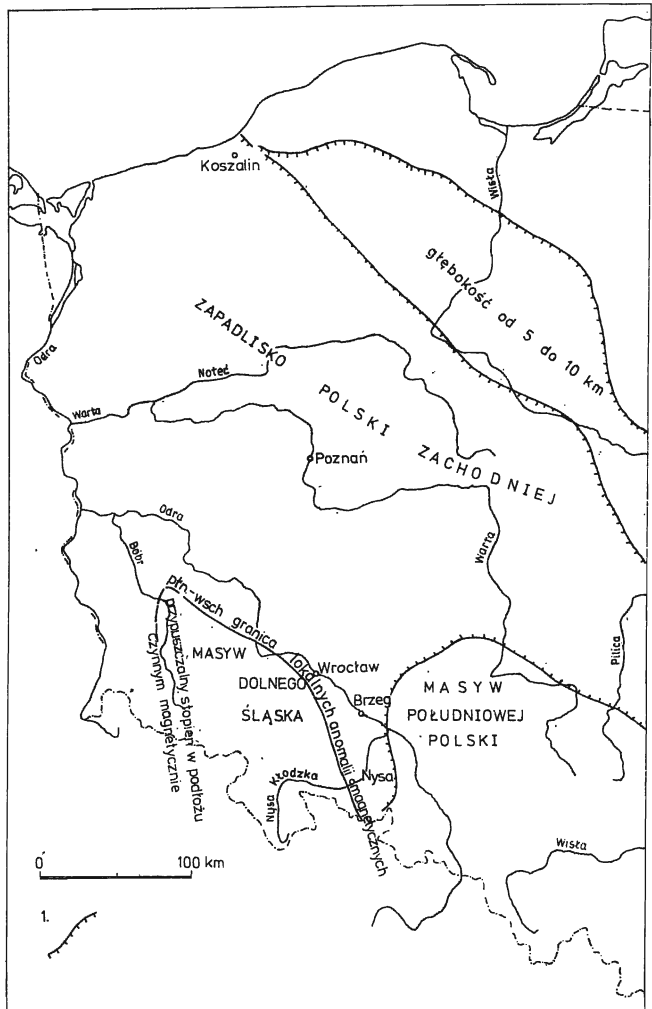 Koszalin
Wisła
głębokość od 5 do 10 km
ZAPADLISKO
POLSKI ZACHODNIEJ
Odra
Noteć
Warta
Poznań
Odra
Bóbr
Warta
Pilica
płn-wsch granica
lokalnych anomalii magnetycznych
przypuszczalny stopień w podłożu
czynnym magnetycznie
MASYW
DOLNEGO
ŚLĄSKA
Wrocław
Brzeg
MASYW
POŁUDNIOWEJ
POLSKI
Nysa
Nysa Kłodzka
Wisła
0
100 km
1.